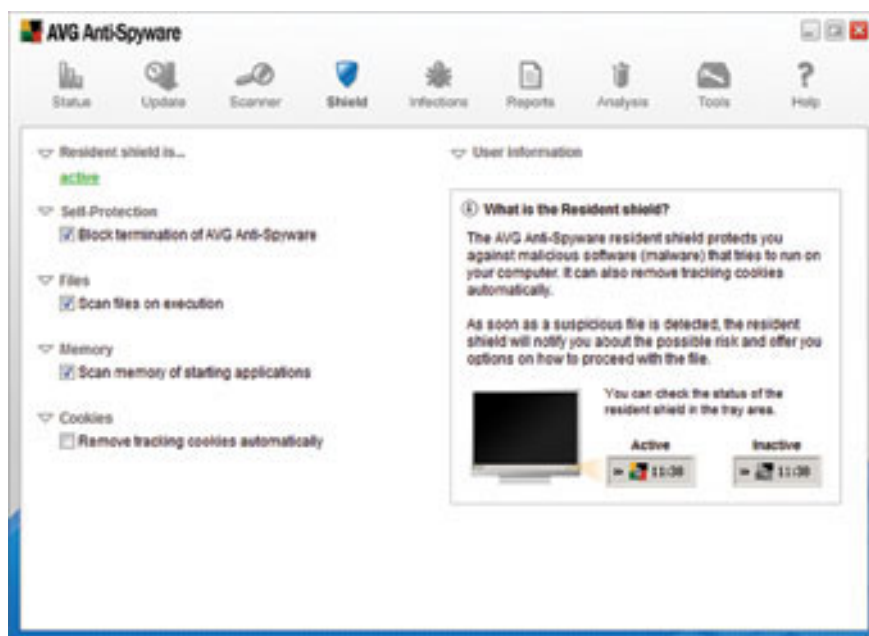 AVG Anti-Spyware
Status Update Scanner Shield Infections Reports Analysis Tools Help
Resident shield is...
active
Self-Protection
Block termination of AVG Anti-Spyware
Files
Scan files on execution
Memory
Scan memory of starting applications
Cookies
Remove tracking cookies automatically
User Information
What is the Resident shield?
The AVG Anti-Spyware resident shield protects you
against malicious software (malware) that tries to run on
your computer. It can also remove tracking cookies
automatically.
As soon as a suspicious file is detected, the resident
shield will notify you about the possible risk and offer you
options on how to proceed with the file.
You can check the status of the
resident shield in the tray area.
Active Inactive
11:38 11:38